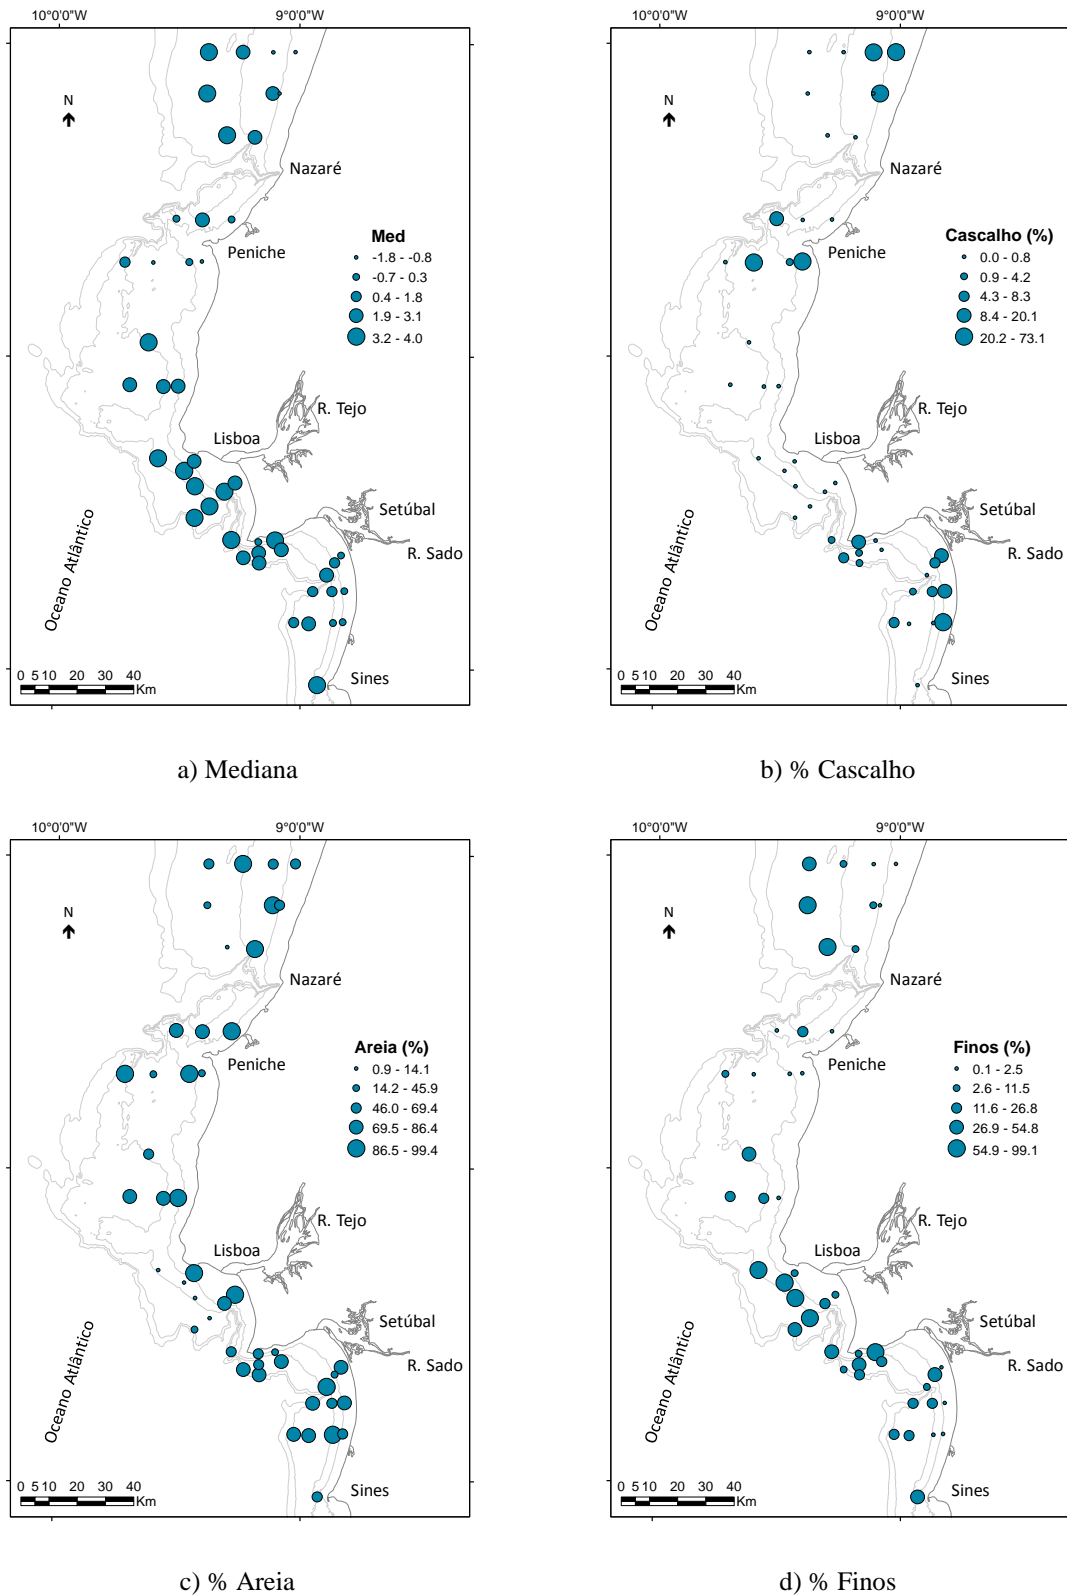 10°0'0"W 9°0'0"W
N
Nazaré
Peniche
Med
-1.8 - -0.8
-0.7 - 0.3
0.4 - 1.8
1.9 - 3.1
3.2 - 4.0
R. Tejo
Lisboa
Setúbal
R. Sado
Oceano Atlântico
Sines
0 5 10 20 30 40
Km
a) Mediana
10°0'0"W 9°0'0"W
N
Nazaré
Peniche
Cascalho (%)
0.0 - 0.8
0.9 - 4.2
4.3 - 8.3
8.4 - 20.1
20.2 - 73.1
R. Tejo
Lisboa
Setúbal
R. Sado
Oceano Atlântico
Sines
0 5 10 20 30 40
Km
b) % Cascalho
10°0'0"W 9°0'0"W
N
Nazaré
Peniche
Areia (%)
0.9 - 14.1
14.2 - 45.9
46.0 - 69.4
69.5 - 86.4
86.5 - 99.4
R. Tejo
Lisboa
Setúbal
R. Sado
Oceano Atlântico
Sines
0 5 10 20 30 40
Km
c) % Areia
10°0'0"W 9°0'0"W
N
Nazaré
Peniche
Finos (%)
0.1 - 2.5
2.6 - 11.5
11.6 - 26.8
26.9 - 54.8
54.9 - 99.1
R. Tejo
Lisboa
Setúbal
R. Sado
Oceano Atlântico
Sines
0 5 10 20 30 40
Km
d) % Finos